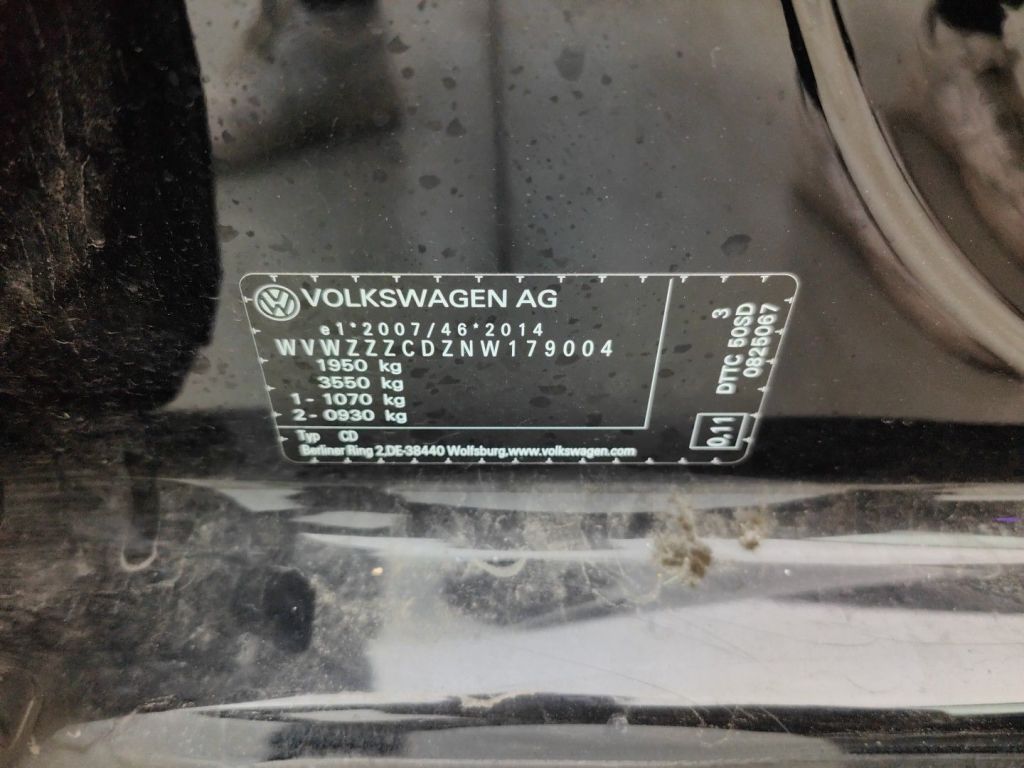 VOLKSWAGEN AG
e1*2007/46*2014
WVWZZZCDZNW179004
1950 kg
3550 kg
1- 1070 kg
2- 0930 kg
Typ CD
Berliner Ring 2,DE-38440 Wolfsburg,www.volkswagen.com
3
DTTC 50SD
0825067
0,11